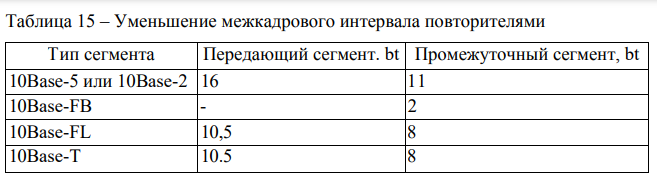 Таблица 15 – Уменьшение межкадрового интервала повторителями
Тип сегмента Передающий сегмент. bt Промежуточный сегмент, bt
10Base-5 или 10Base-2 16 11
10Base-FB - 2
10Base-FL 10,5 8
10Base-T 10.5 8